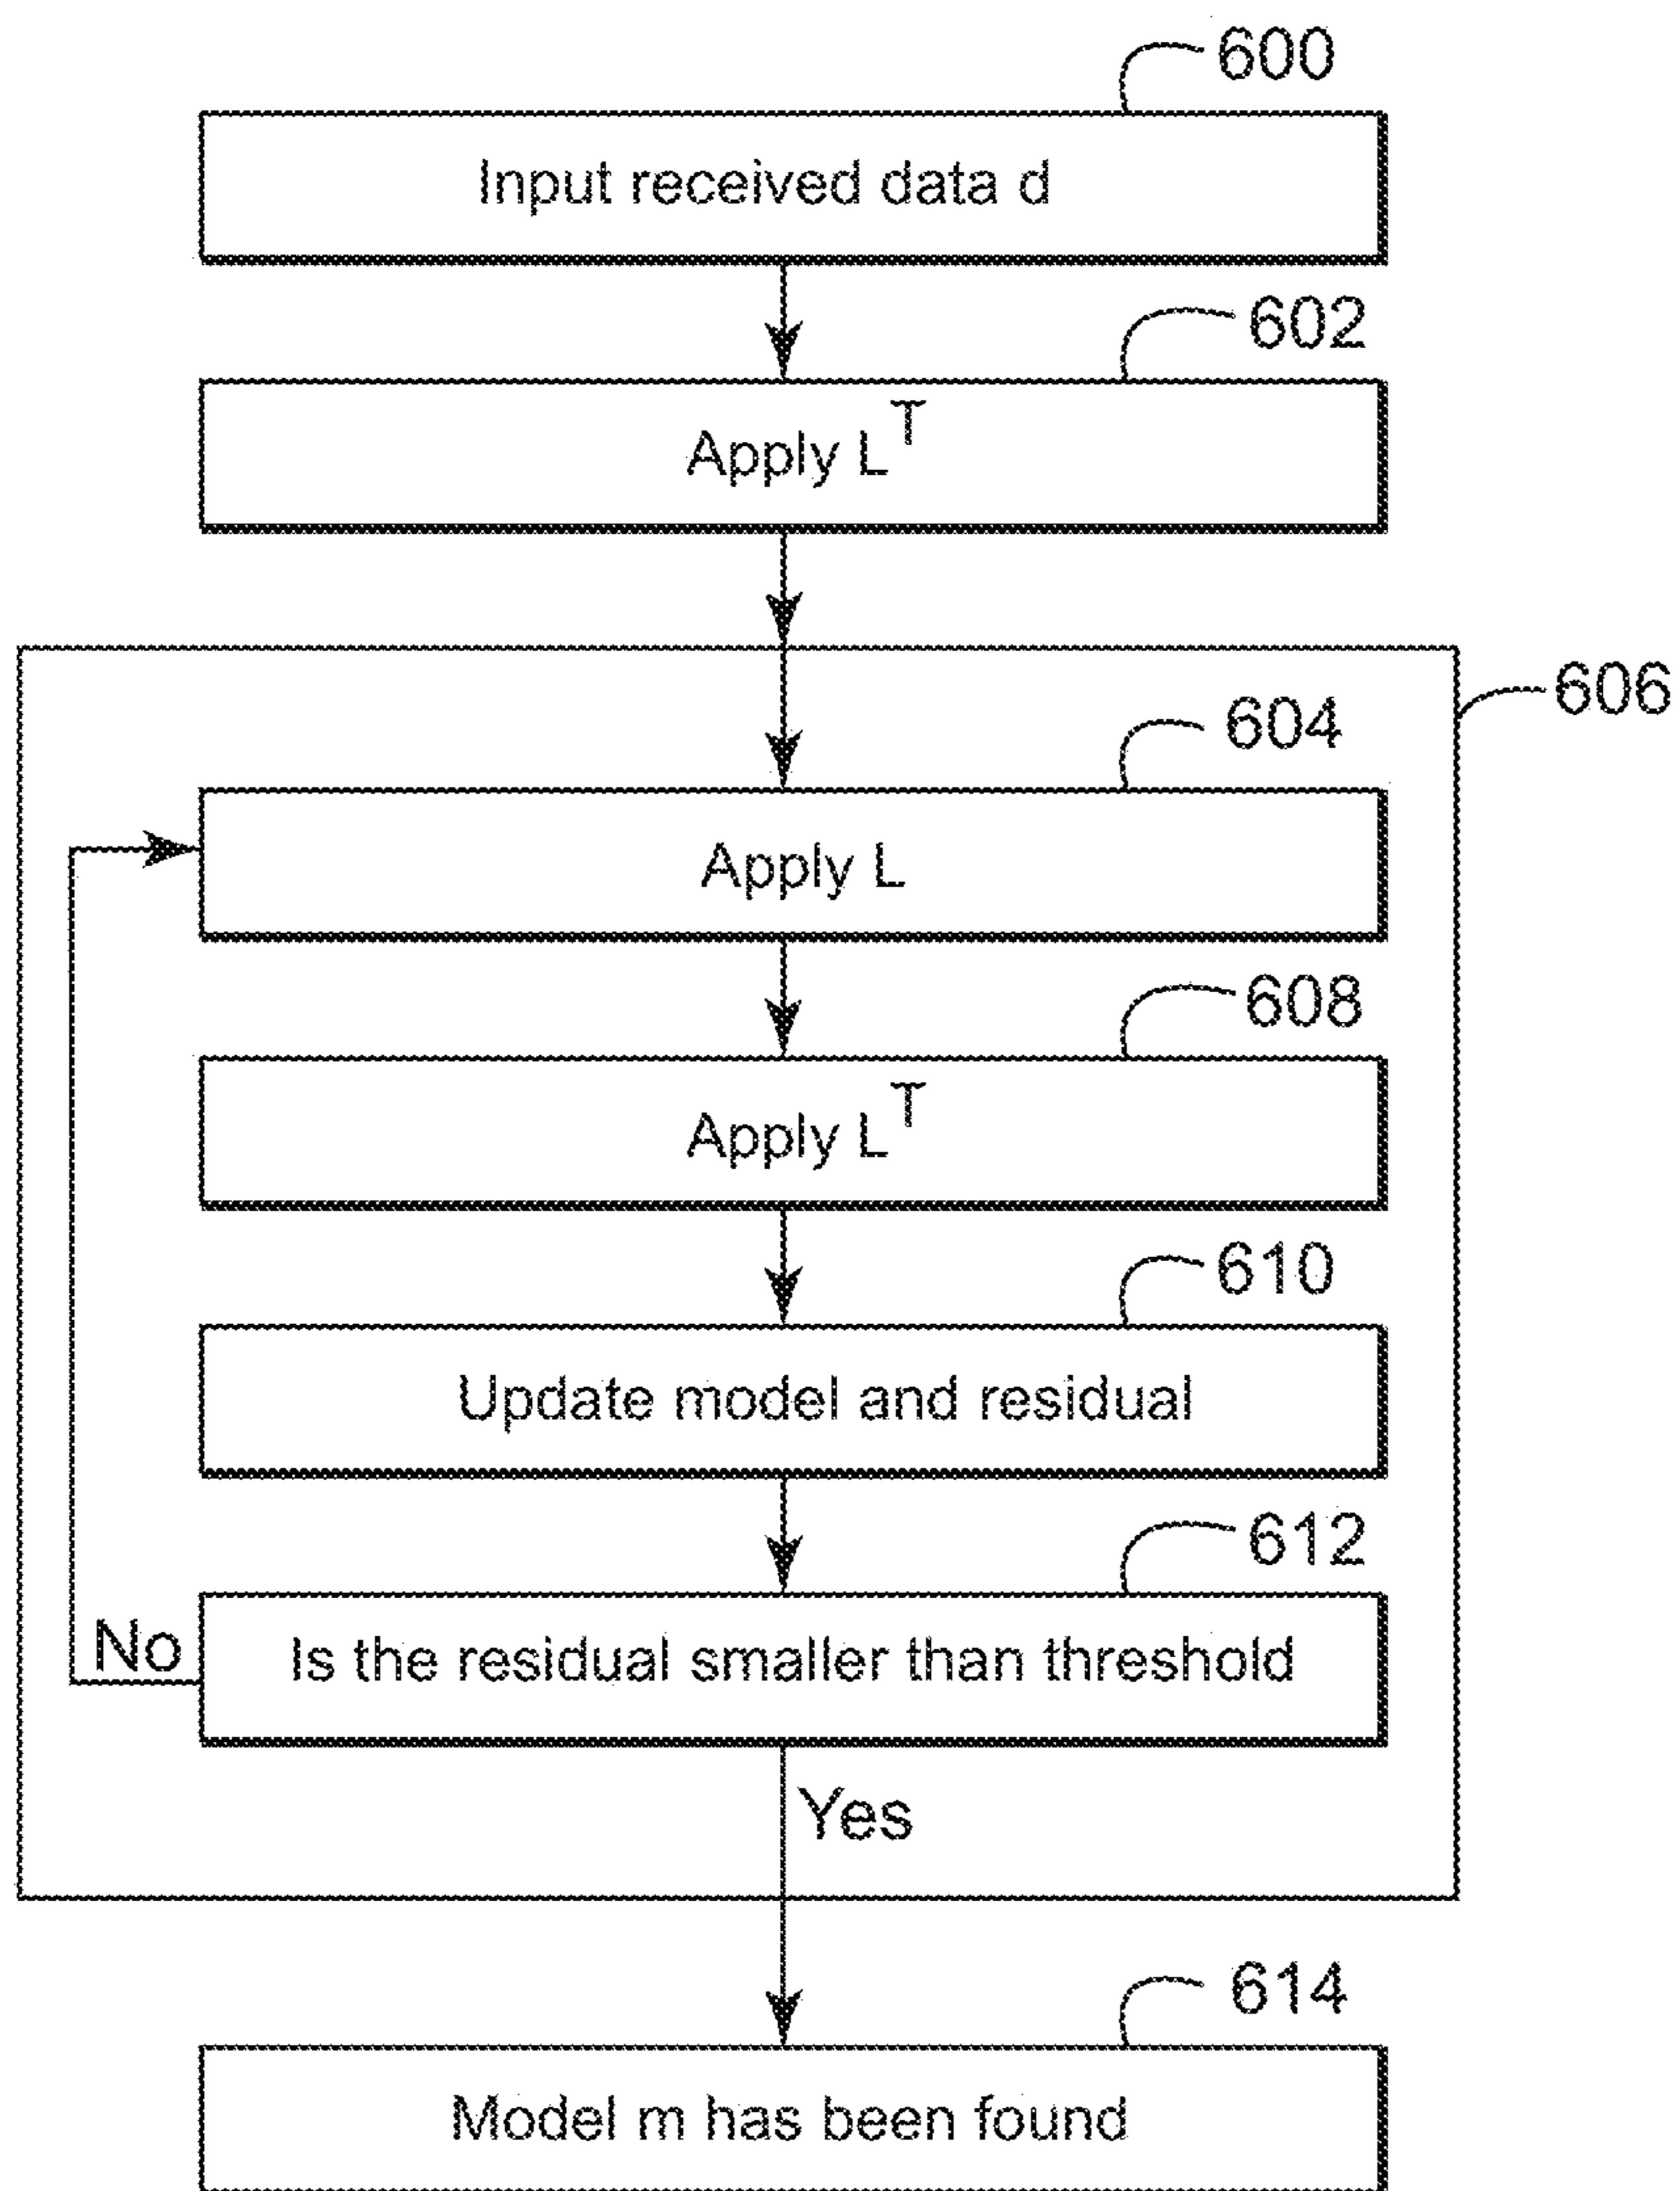 600
Input received data d
602
Apply L^T
606
604
Apply L
608
Apply L^T
610
Update model and residual
612
No
Is the residual smaller than threshold
Yes
614
Model m has been found